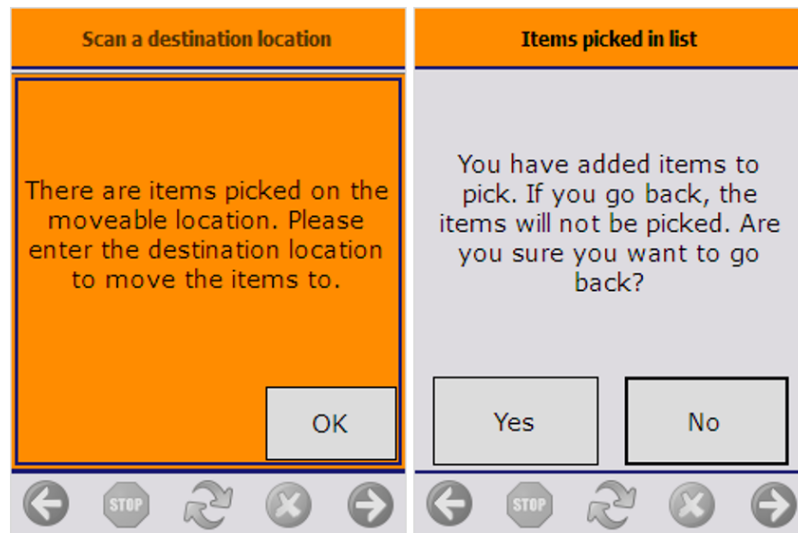 Scan a destination location
There are items picked on the
moveable location. Please
enter the destination location
to move the items to.
OK
STOP
Items picked in list
You have added items to
pick. If you go back, the
items will not be picked. Are
you sure you want to go
back?
Yes
No
STOP